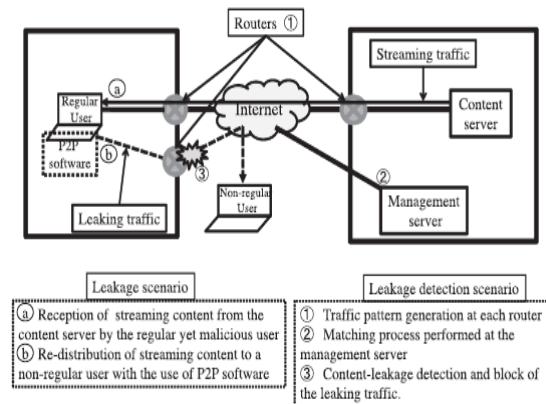 Routers ①
Streaming traffic
ⓐ
Regular
User
Internet
Content
server
P2P
software
ⓑ
③
②
Non-regular
User
Management
server
Leaking traffic
Leakage scenario
Leakage detection scenario
ⓐ Reception of streaming content from the
content server by the regular yet malicious user
ⓑ Re-distribution of streaming content to a
non-regular user with the use of P2P software
① Traffic pattern generation at each router
② Matching process performed at the
management server
③ Content-leakage detection and block of
the leaking traffic.